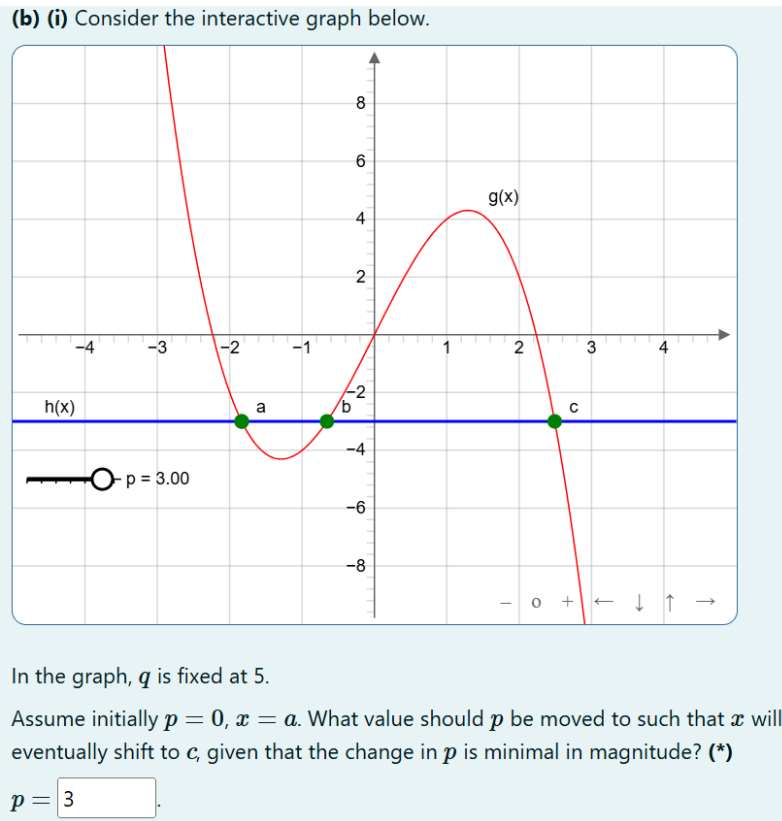 (b) (i) Consider the interactive graph below.
8
6
g(x)
4
2
−4 −3 −2 −1 1 2 3 4
−2
h(x) a b c
−4
p = 3.00
−6
−8
− o + ← ↓ ↑ →
In the graph, q is fixed at 5.
Assume initially p = 0, x = a. What value should p be moved to such that x will
eventually shift to c, given that the change in p is minimal in magnitude? (*)
p = 3 .